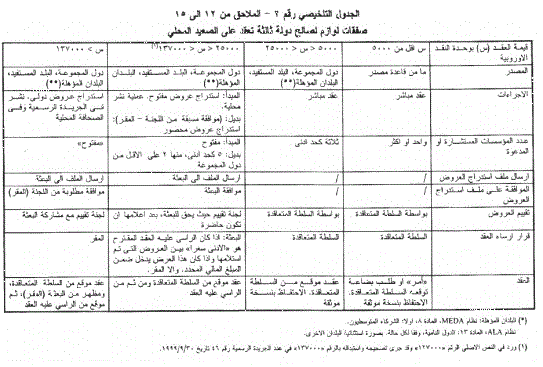 الجدول التلخيصي رقم ٢ - الملاحق من ١٢ الى ١٥
صفقات لوازم لصالح دولة ثالثة تعقد على الصعيد المحلي
قيمة العقد (س) بوحدة النقد الاوروبية
س اقل من ٥٠٠٠
٥٠٠٠ < س < ٢٥٠٠٠
٢٥٠٠٠ < س < ١٣٧٠٠٠(١)
س > ١٣٧٠٠٠
المصدر
ما من قاعدة مصدر
دول المجموعة، البلد المستفيد، البلدان المؤهلة(**)
دول المجموعة، البلد المستفيد، البلدان المؤهلة(**)
دول المجموعة، البلد المستفيد، البلدان المؤهلة(**)
الاجراءات
عقد مباشر
عقد مباشر
المبدأ: استدراج عروض مفتوح. عملية نشر محلية.
بديل: (موافقة مسبقة من اللجنة - المقر): استدراج عروض محصور
استدراج عروض دولي. نشر في الجريدة الرسمية وفي الصحافة المحلية
عدد المؤسسات المستشارة او المدعوة
واحد او اكثر
ثلاثة كحد ادنى
المبدأ: مفتوح
بديل: ٥ كحد ادنى، منها ٢ على الاقل من دول المجموعة
«مفتوح»
ارسال ملف استدراج العروض
/
/
ارسال الملف الى البعثة
ارسال الملف الى البعثة
الموافقة على ملف استدراج العروض
/
/
موافقة البعثة
موافقة مطلوبة من اللجنة (المقر)
تقييم العروض
بواسطة السلطة المتعاقدة
بواسطة السلطة المتعاقدة
لجنة تقييم حيث يحق للبعثة، بعد اعلامها ان تكون حاضرة
لجنة تقييم مع مشاركة البعثة
قرار ارساء العقد
السلطة المتعاقدة
السلطة المتعاقدة
البعثة: اذا كان الراسي عليه العقد المقترح هو «الادنى سعرا» بين العروض التي تم استلامها واذا كان هذا العرض يدخل ضمن المبلغ المالي المحدد. والا المقر.
المقر
العقد
«أمر» او طلب بضاعة توقعه السلطة المتعاقدة. الاحتفاظ بنسخة موثقة
عقد موقع من السلطة المتعاقدة. الاحتفاظ بنسخة موثقة
عقد موقع من السلطة المتعاقدة ومن ثم من الراسي عليه العقد
عقد موقع من السلطة المتعاقدة، ومظهر من البعثة (المقر)، ثم موقع من الراسي عليه العقد
(*) البلدان المؤهلة: نظام MEDA، المادة ٨، اولا: الشركاء المتوسطيون.
نظام ALA، المادة ١٣: الدول النامية، وفقا لكل حالة. بصورة استثنائية البلدان الاخرى.
(١) ورد في النص الاصلي الرقم «١٢٧٠٠٠» وقد جرى تصحيحه واستبداله بالرقم «١٣٧٠٠٠» في عدد الجريدة الرسمية رقم ٤٦ تاريخ ١٩٩٩/٩/٣٠.